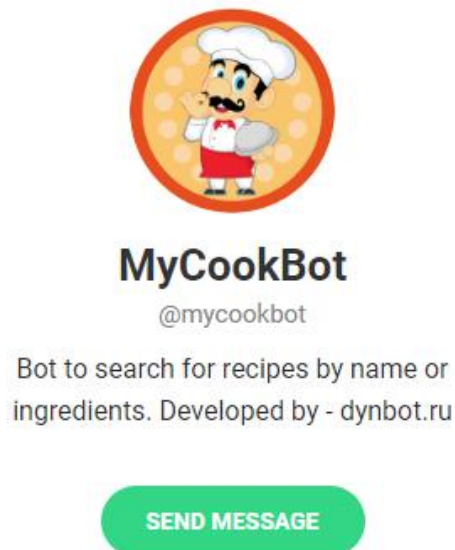 MyCookBot
@mycookbot
Bot to search for recipes by name or
ingredients. Developed by - dynbot.ru
SEND MESSAGE